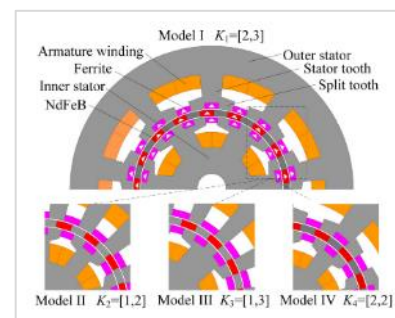 Model I K₁=[2,3]
Armature winding
Ferrite
Inner stator
NdFeB
Outer stator
Stator tooth
Split tooth
Model II K₂=[1,2] Model III K₃=[1,3] Model IV K₄=[2,2]